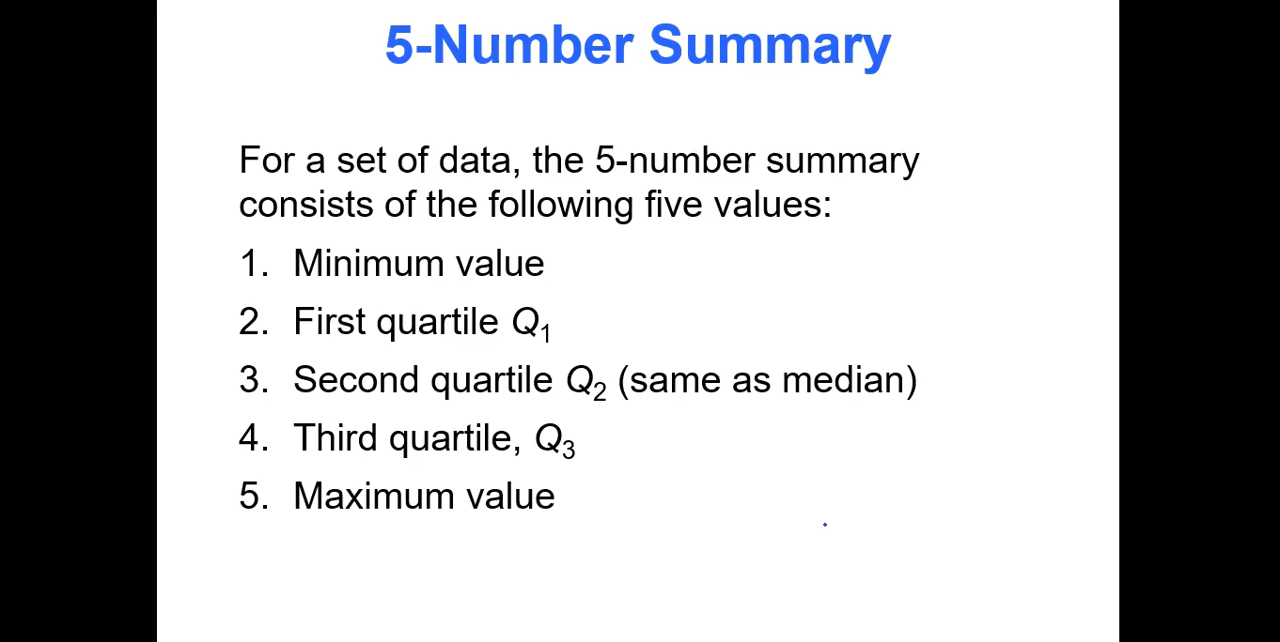 5-Number Summary
For a set of data, the 5-number summary
consists of the following five values:
1. Minimum value
2. First quartile Q₁
3. Second quartile Q₂ (same as median)
4. Third quartile, Q₃
5. Maximum value